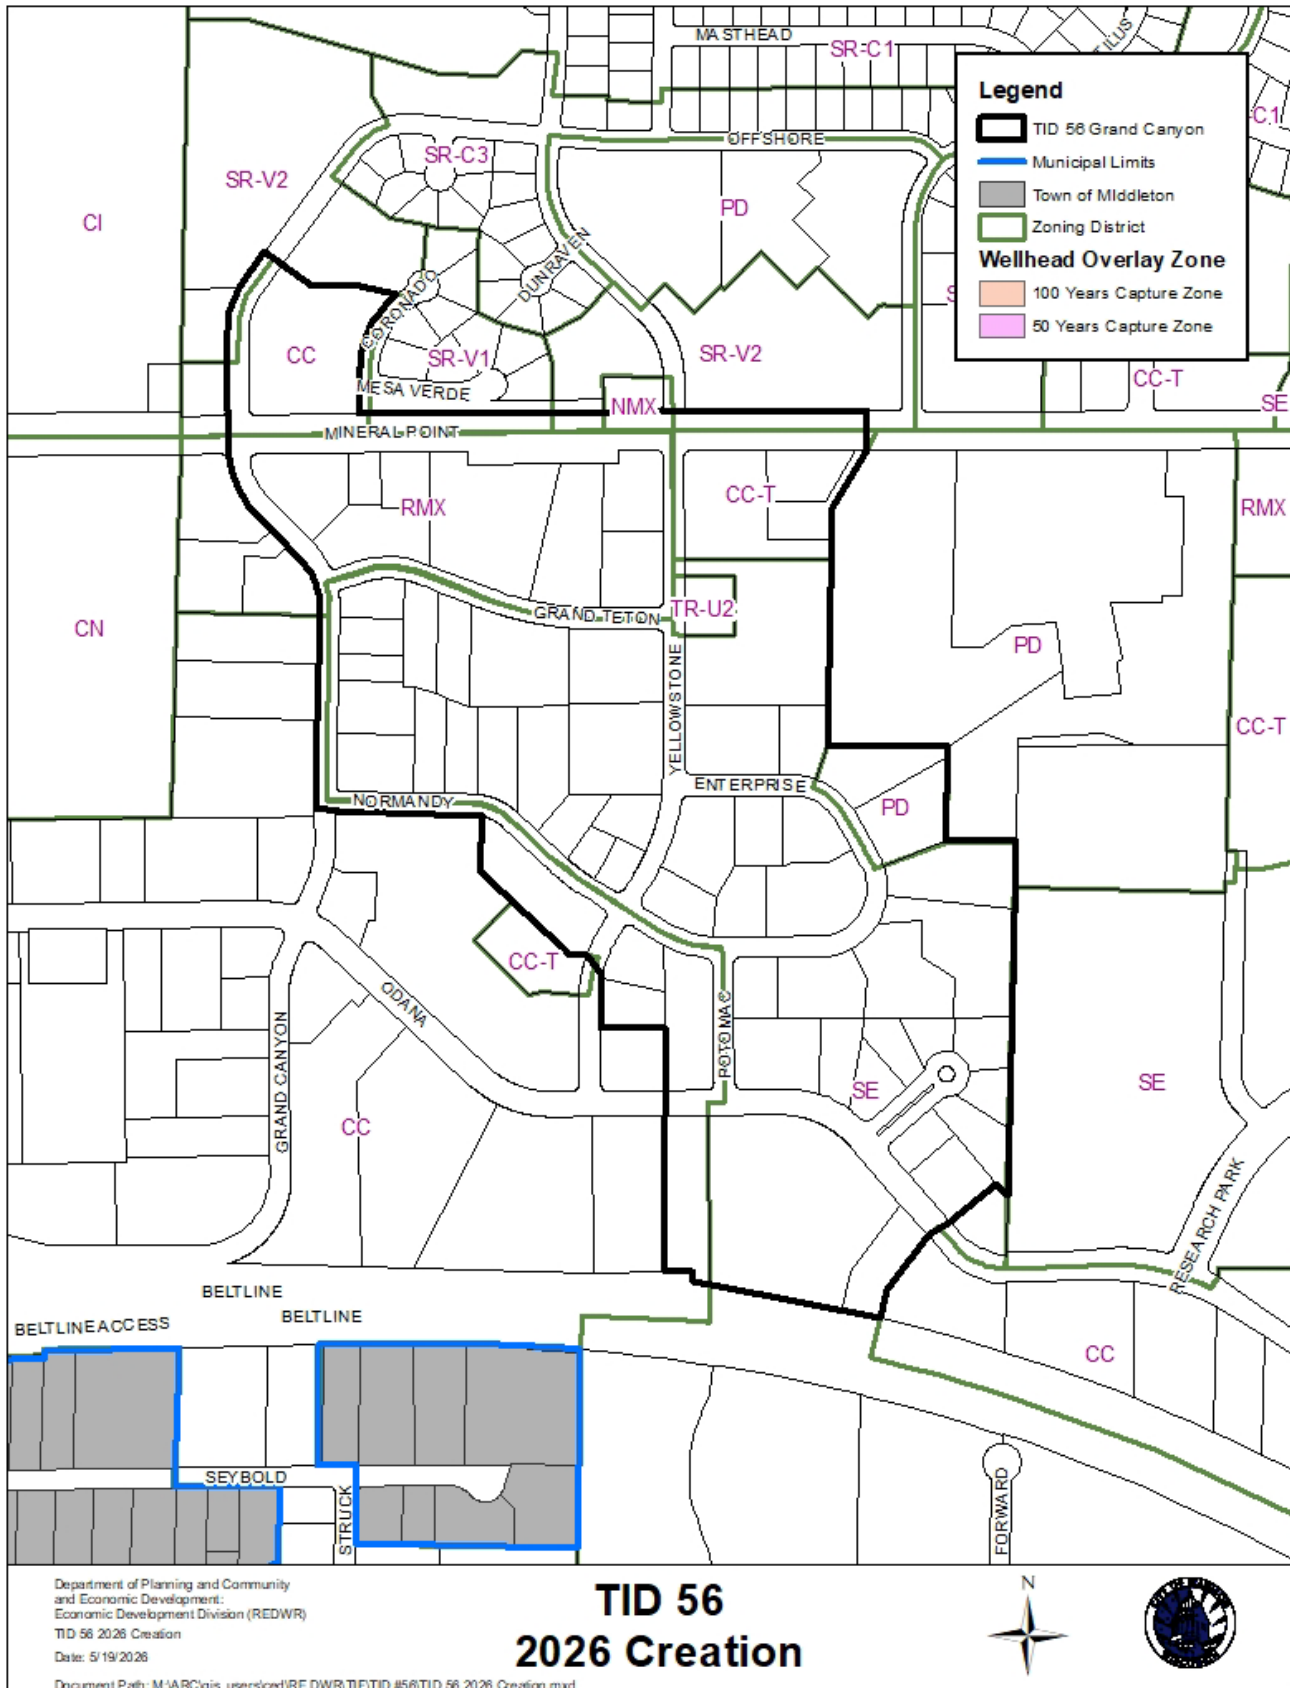 MASTHEAD
SR-C1
Legend
TID 56 Grand Canyon
Municipal Limits
Town of MIddleton
Zoning District
Wellhead Overlay Zone
100 Years Capture Zone
50 Years Capture Zone
OFFSHORE
SR-C3
SR-V2
PD
CI
DUNRAVEN
CORONADO
CC
SR-V1
SR-V2
MESA VERDE
CC-T
SE
NMX
MINERAL POINT
CC-T
RMX
RMX
GRAND TETON
TR-U2
CN
PD
YELLOWSTONE
CC-T
ENTERPRISE
NORMANDY
PD
CC-T
ODANA
GRAND CANYON
POTOMAC
SE
SE
CC
RESEARCH PARK
BELTLINE
BELTLINE
BELTLINE ACCESS
CC
SEYBOLD
STRUCK
FORWARD
Department of Planning and Community
and Economic Development:
Economic Development Division (REDWR)
TID 56 2026 Creation
Date: 5/19/2026
TID 56
2026 Creation
N